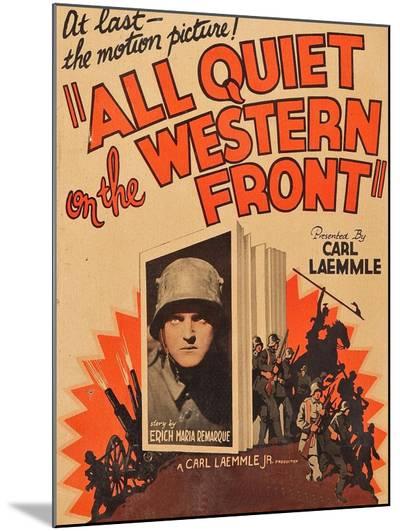 At last—
the motion picture!
"ALL QUIET
on the WESTERN
FRONT"
Presented By
CARL
LAEMMLE
story by
ERICH MARIA REMARQUE
A CARL LAEMMLE JR. PRODUCTION